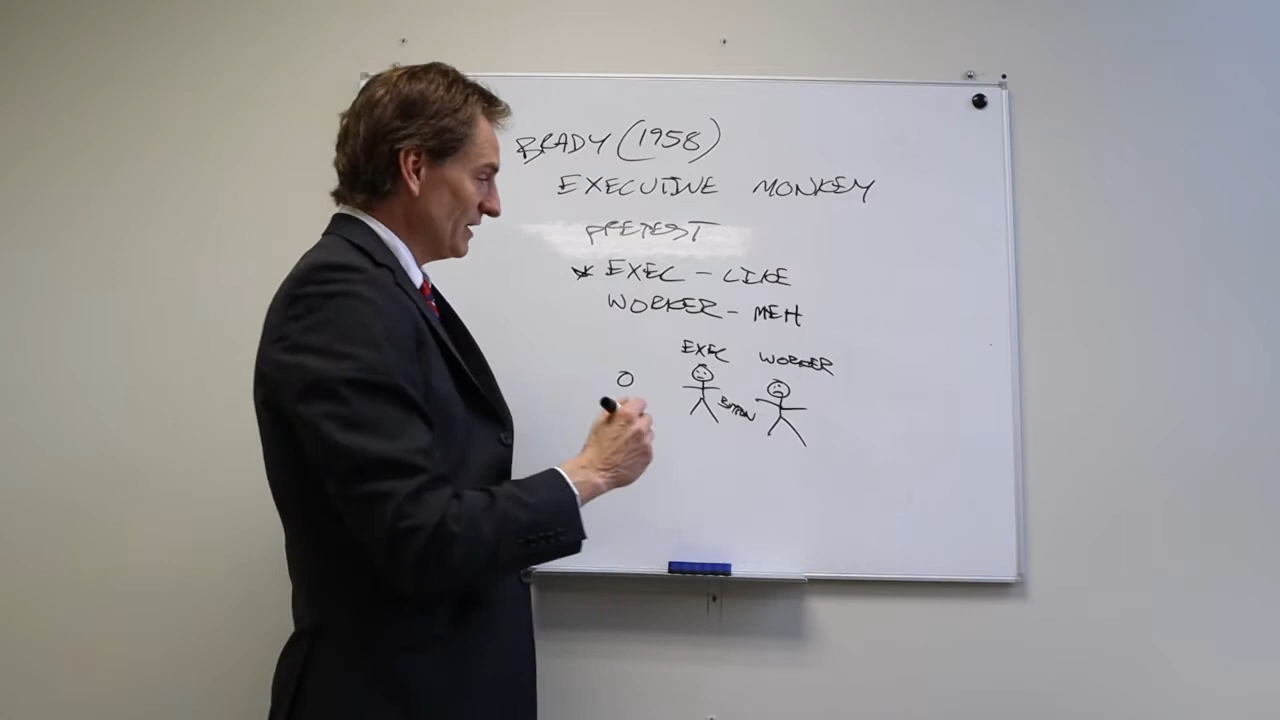 BRADY (1958)
EXECUTIVE MONKEY
PRETEST
* EXEC - LIKE
WORKER - MEH
EXEC WORKER
BUTTON